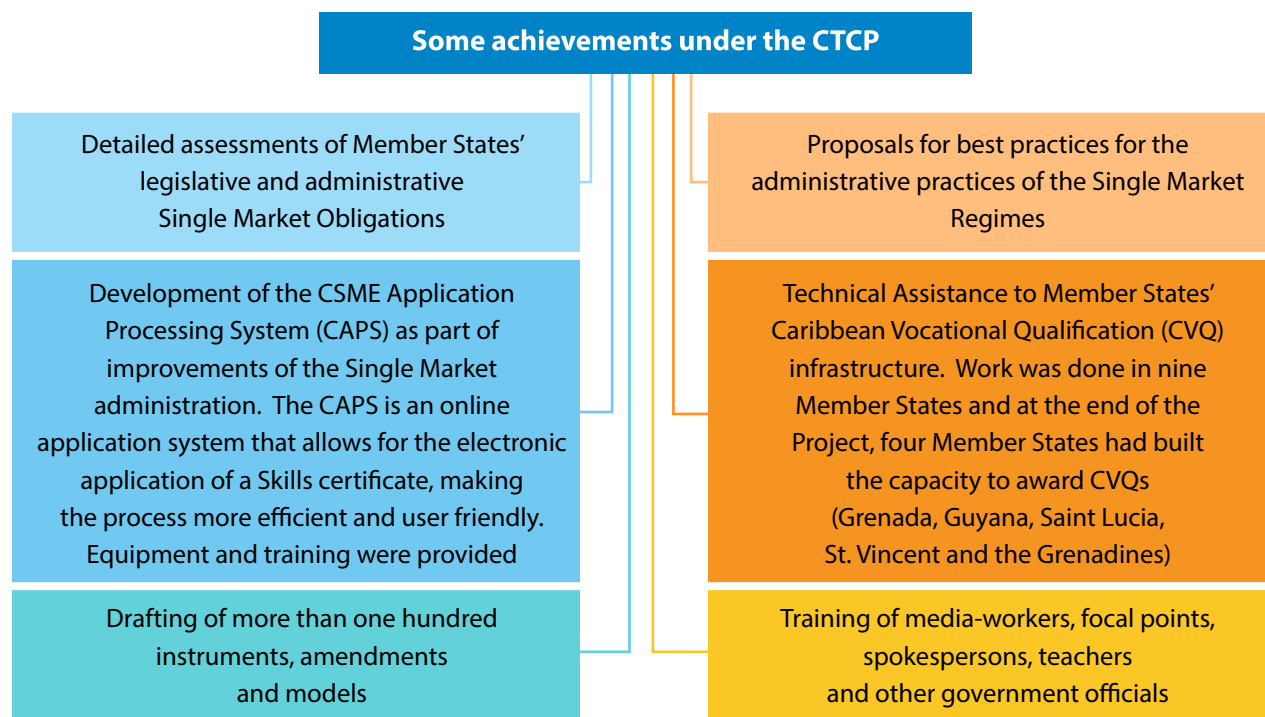 Some achievements under the CTCP
Detailed assessments of Member States’
legislative and administrative
Single Market Obligations
Development of the CSME Application
Processing System (CAPS) as part of
improvements of the Single Market
administration. The CAPS is an online
application system that allows for the electronic
application of a Skills certificate, making
the process more efficient and user friendly.
Equipment and training were provided
Drafting of more than one hundred
instruments, amendments
and models
Proposals for best practices for the
administrative practices of the Single Market
Regimes
Technical Assistance to Member States’
Caribbean Vocational Qualification (CVQ)
infrastructure. Work was done in nine
Member States and at the end of the
Project, four Member States had built
the capacity to award CVQs
(Grenada, Guyana, Saint Lucia,
St. Vincent and the Grenadines)
Training of media-workers, focal points,
spokespersons, teachers
and other government officials